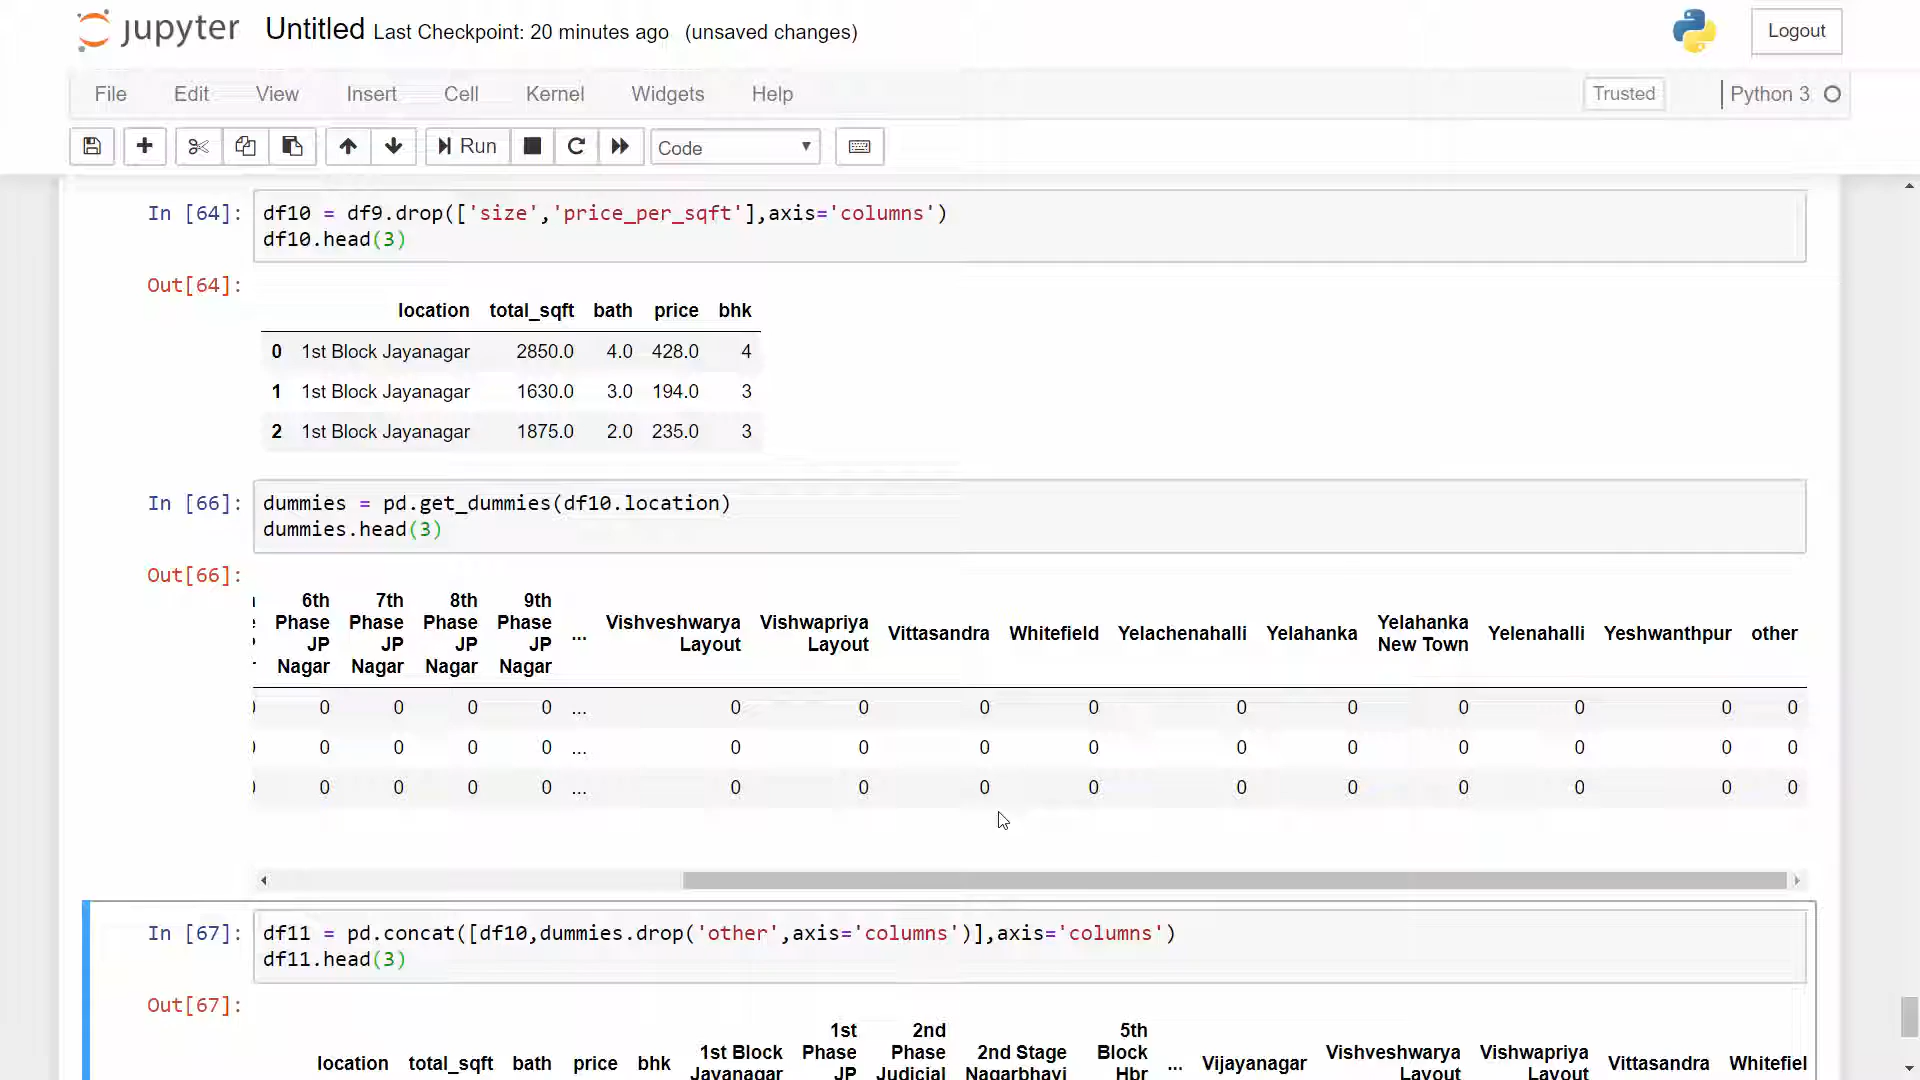 jupyter Untitled Last Checkpoint: 20 minutes ago (unsaved changes) Logout
File Edit View Insert Cell Kernel Widgets Help Trusted Python 3
Run Code
In [64]: df10 = df9.drop(['size','price_per_sqft'],axis='columns')
df10.head(3)
Out[64]:
location total_sqft bath price bhk
0 1st Block Jayanagar 2850.0 4.0 428.0 4
1 1st Block Jayanagar 1630.0 3.0 194.0 3
2 1st Block Jayanagar 1875.0 2.0 235.0 3
In [66]: dummies = pd.get_dummies(df10.location)
dummies.head(3)
Out[66]:
6th Phase JP Nagar 7th Phase JP Nagar 8th Phase JP Nagar 9th Phase JP Nagar ... Vishveshwarya Layout Vishwapriya Layout Vittasandra Whitefield Yelachenahalli Yelahanka Yelahanka New Town Yelenahalli Yeshwanthpur other
0 0 0 0 ... 0 0 0 0 0 0 0 0 0 0
0 0 0 0 ... 0 0 0 0 0 0 0 0 0 0
0 0 0 0 ... 0 0 0 0 0 0 0 0 0 0
In [67]: df11 = pd.concat([df10,dummies.drop('other',axis='columns')],axis='columns')
df11.head(3)
Out[67]:
location total_sqft bath price bhk 1st Block Jayanagar 1st Phase JP 2nd Phase Judicial 2nd Stage Nagarbhavi 5th Block Hbr ... Vijayanagar Vishveshwarya Layout Vishwapriya Layout Vittasandra Whitefiel